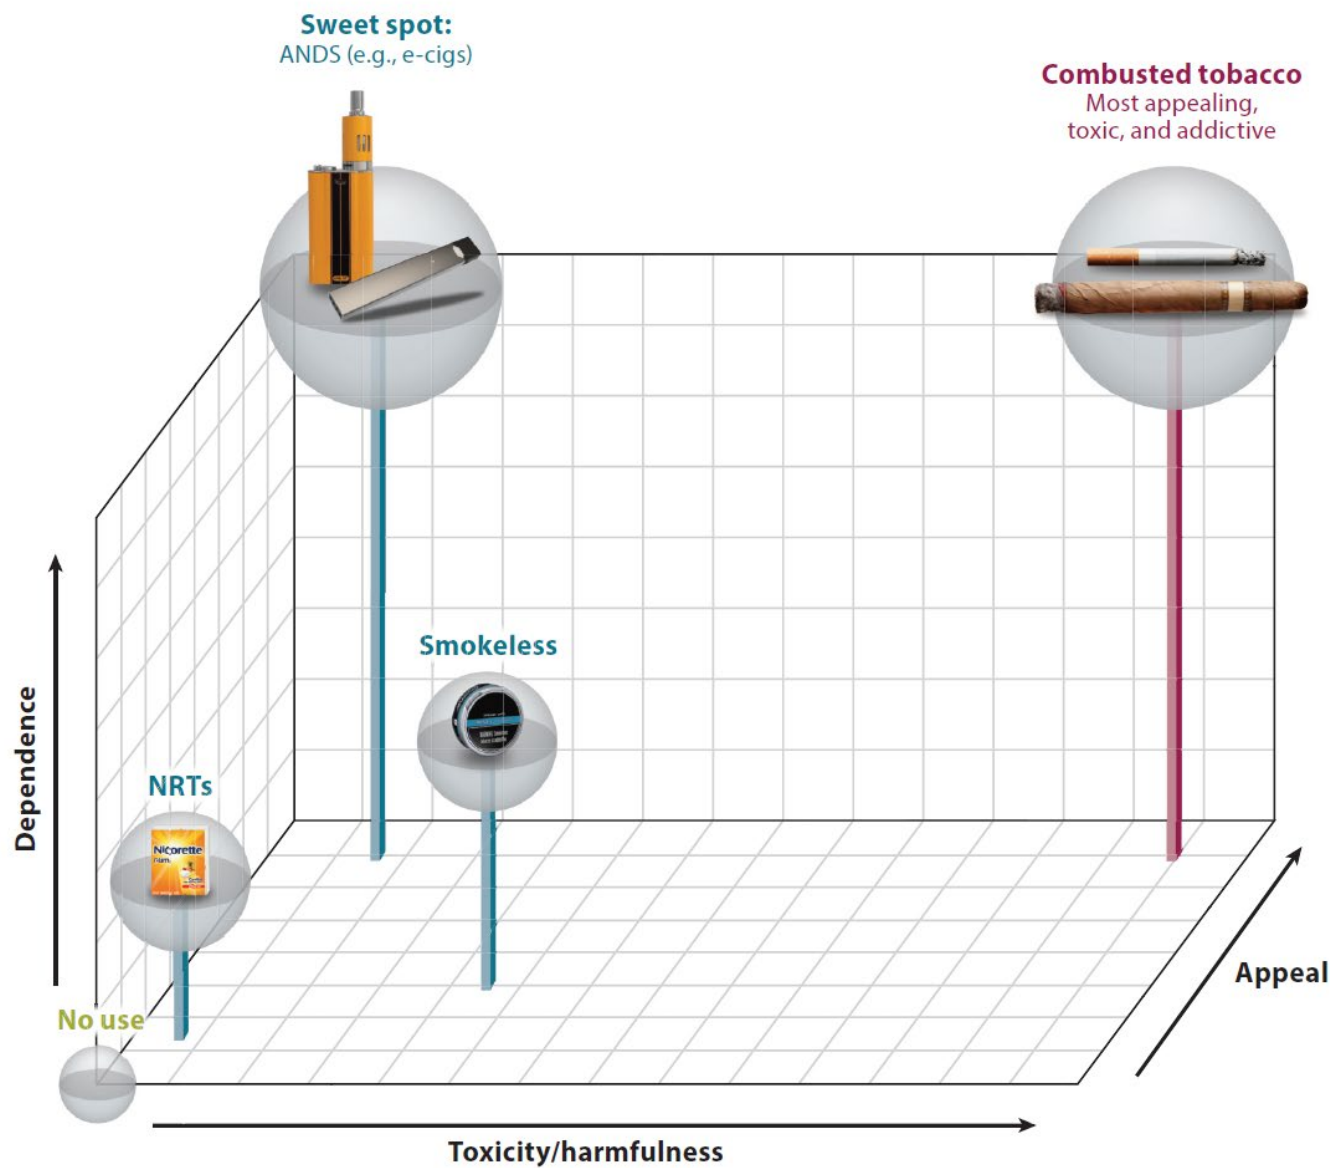 Sweet spot:
ANDS (e.g., e-cigs)
Combusted tobacco
Most appealing,
toxic, and addictive
Smokeless
NRTs
Nicorette
No use
Dependence
Appeal
Toxicity/harmfulness